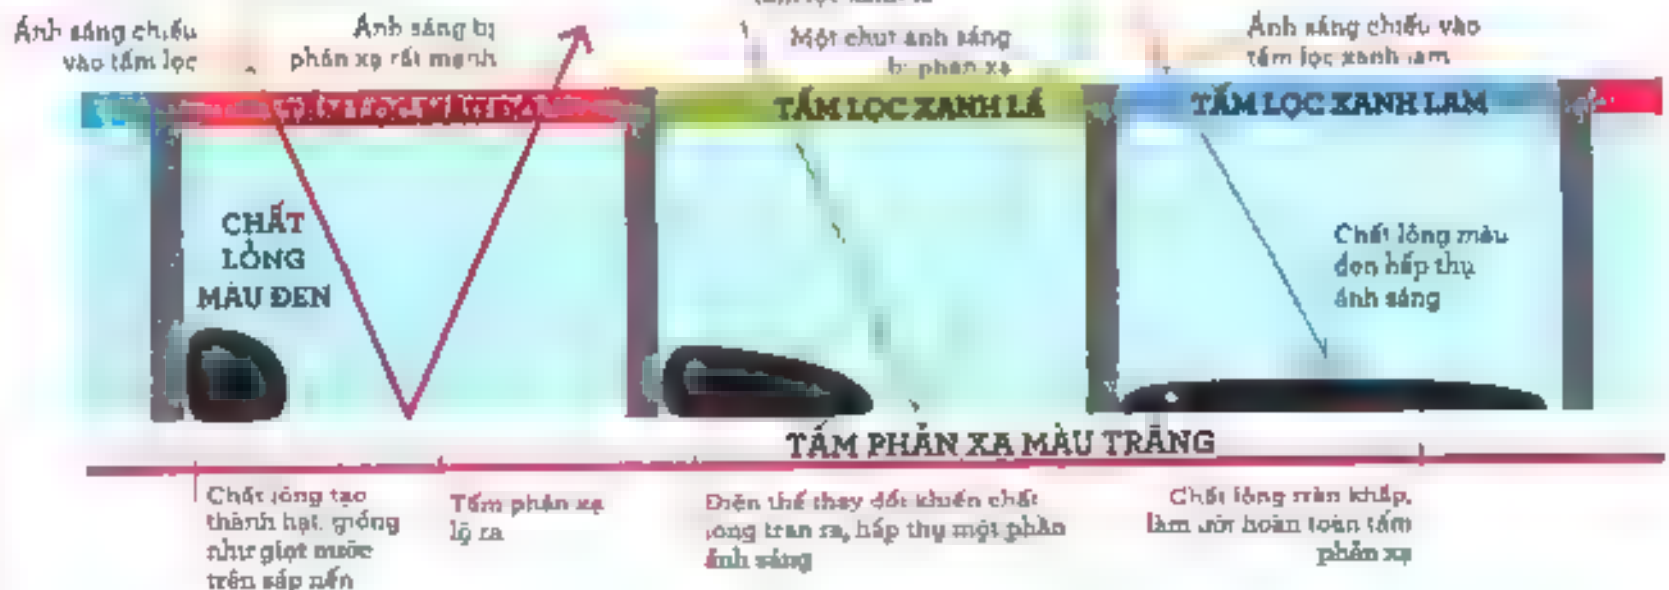 Ánh sáng chiếu
vào tấm lọc
Ánh sáng bị
phản xạ rất mạnh
Một chút ánh sáng
bị phản xạ
Ánh sáng chiếu vào
tấm lọc xanh lam
TẤM LỌC XANH LÁ
TẤM LỌC XANH LAM
CHẤT
LỎNG
MÀU ĐEN
Chất lỏng màu
đen hấp thụ
ánh sáng
TẤM PHẢN XẠ MÀU TRẮNG
Chất lỏng tạo
thành hạt, giống
như giọt nước
trên sáp nến
Tấm phản xạ
lộ ra
Điện thế thay đổi khiến chất
lỏng tràn ra, hấp thụ một phần
ánh sáng
Chất lỏng tràn khắp,
làm ướt hoàn toàn tấm
phản xạ